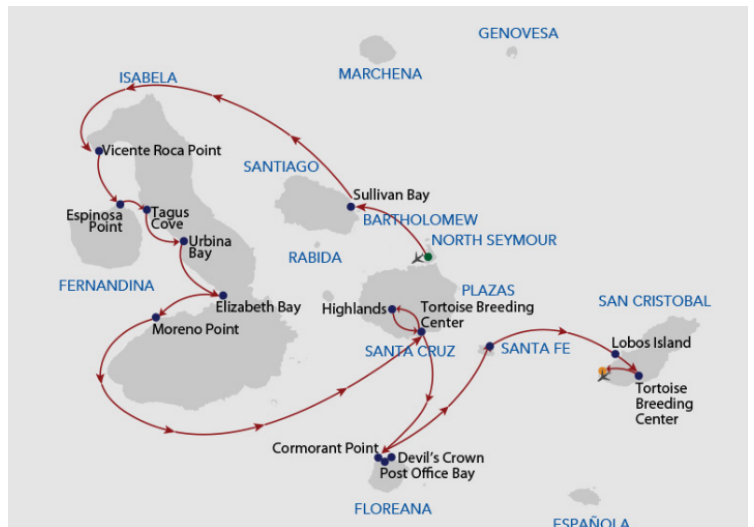 GENOVESA
MARCHENA
ISABELA
Vicente Roca Point
SANTIAGO
Sullivan Bay
Espinosa
Point
Tagus
Cove
BARTHOLOMEW
Urbina
Bay
NORTH SEYMOUR
RABIDA
FERNANDINA
PLAZAS
Elizabeth Bay
Highlands
Tortoise Breeding
Center
SAN CRISTOBAL
Moreno Point
SANTA CRUZ
SANTA FE
Lobos Island
Tortoise
Breeding
Center
Cormorant Point
Devil's Crown
Post Office Bay
FLOREANA
ESPAÑOLA